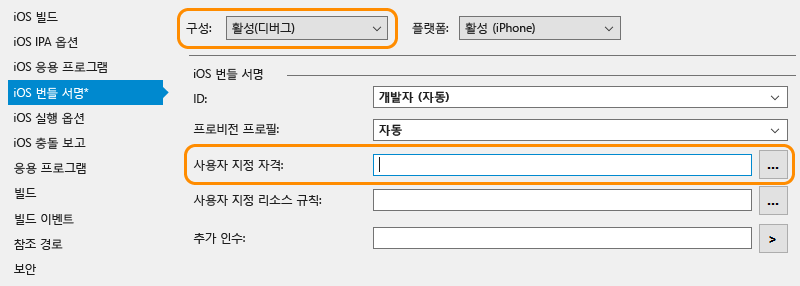 iOS 빌드
iOS IPA 옵션
iOS 응용 프로그램
iOS 번들 서명*
iOS 실행 옵션
iOS 충돌 보고
응용 프로그램
빌드
빌드 이벤트
참조 경로
보안
구성: 활성(디버그) 플랫폼: 활성 (iPhone)
iOS 번들 서명
ID: 개발자 (자동)
프로비전 프로필: 자동
사용자 지정 자격: ...
사용자 지정 리소스 규칙: ...
추가 인수: >